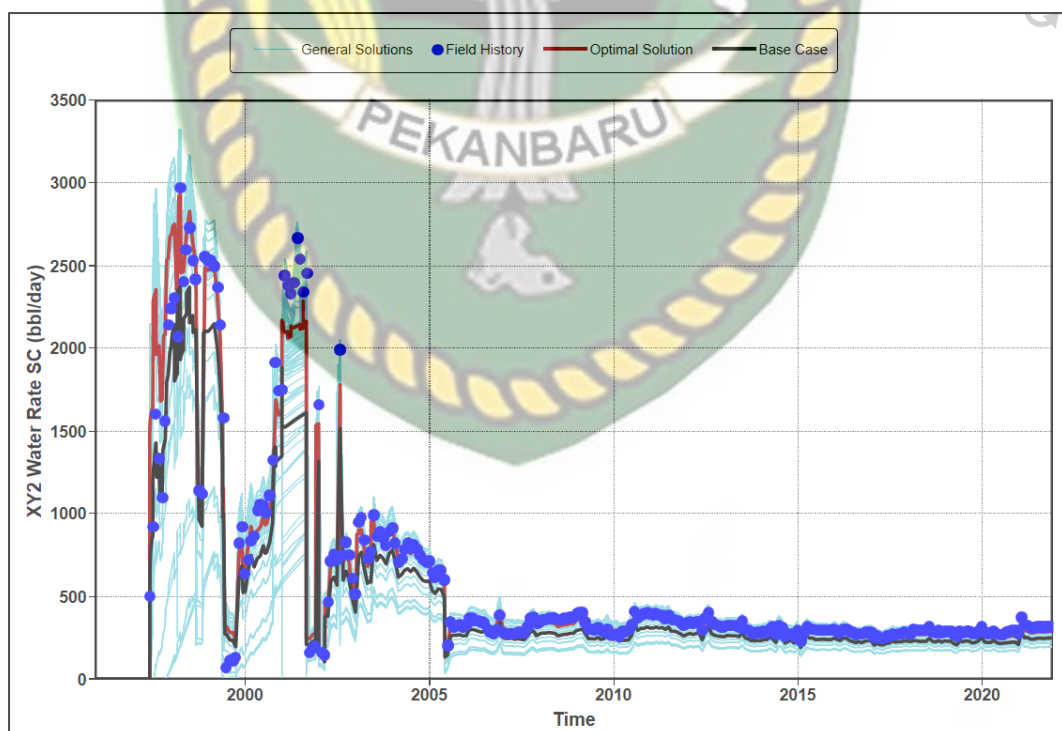 General Solutions Field History Optimal Solution Base Case
PEKANBARU
3500
3000
2500
2000
1500
1000
500
0
XY2 Water Rate SC (bbl/day)
2000 2005 2010 2015 2020
Time